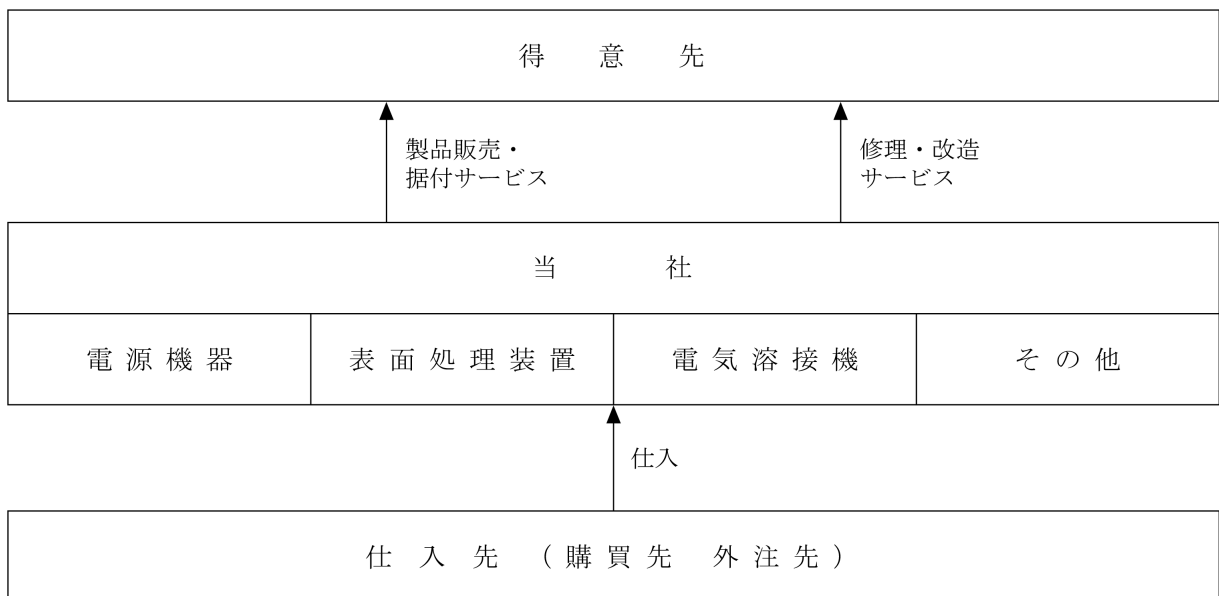 得意先
製品販売・
据付サービス
修理・改造
サービス
当社
電源機器
表面処理装置
電気溶接機
その他
仕入
仕入先(購買先 外注先)